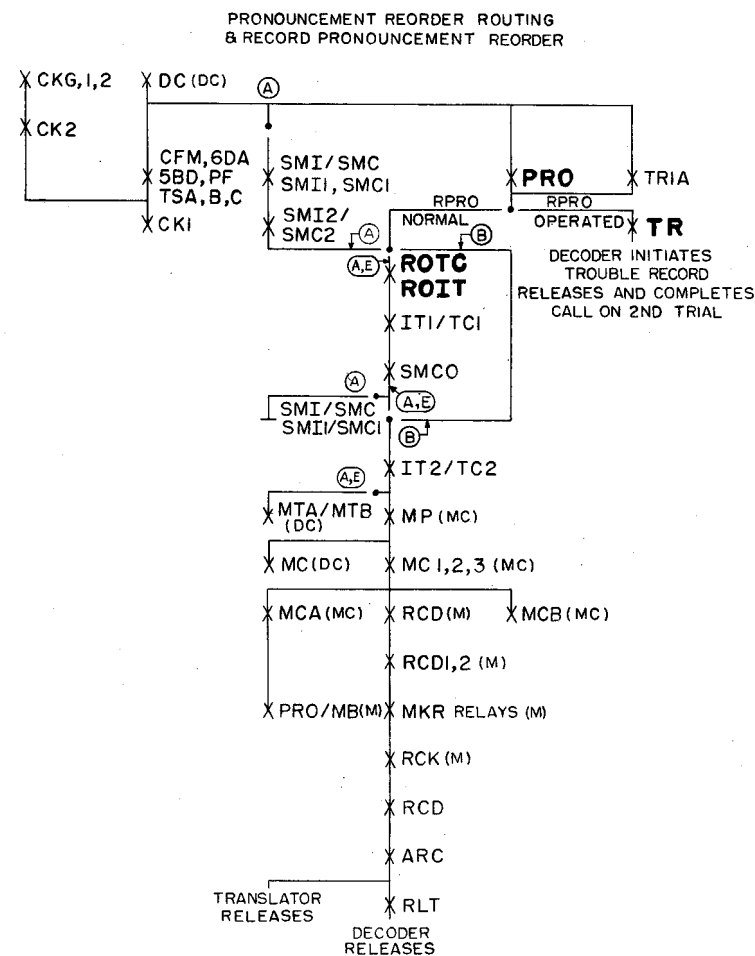 PRONOUNCEMENT REORDER ROUTING
& RECORD PRONOUNCEMENT REORDER
CKG,1,2
DC (DC)
A
CK2
CFM,6DA
5BD,PF
TSA,B,C
SMI/SMC
SMI1,SMC1
PRO
TR1A
CK1
SMI2/
SMC2
A
RPRO
NORMAL
RPRO
OPERATED
TR
B
DECODER INITIATES
TROUBLE RECORD
RELEASES AND COMPLETES
CALL ON 2ND TRIAL
A,E
ROTC
ROIT
IT1/TC1
SMCO
A
A,E
SMI/SMC
SMI1/SMC1
B
IT2/TC2
A,E
MTA/MTB
(DC)
MP (MC)
MC (DC)
MC 1,2,3 (MC)
MCA (MC)
RCD (M)
MCB (MC)
RCD1,2 (M)
PRO/MB(M)
MKR RELAYS (M)
RCK (M)
RCD
ARC
TRANSLATOR
RELEASES
RLT
DECODER
RELEASES